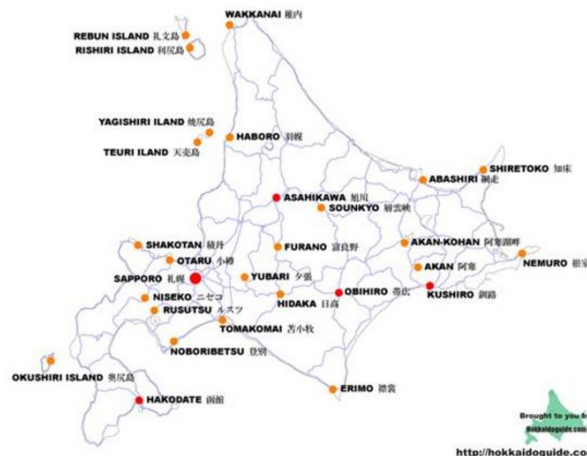 WAKKANAI 稚内
REBUN ISLAND 礼文島
RISHIRI ISLAND 利尻島
YAGISHIRI ILAND 焼尻島
HABORO 羽幌
TEURI ILAND 天売島
SHIRETOKO 知床
ABASHIRI 網走
ASAHIKAWA 旭川
SOUNKYO 層雲峡
SHAKOTAN 積丹
FURANO 富良野
AKAN-KOHAN 阿寒湖畔
OTARU 小樽
NEMURO 根室
SAPPORO 札幌
YUBARI 夕張
AKAN 阿寒
NISEKO ニセコ
HIDAKA 日高
OBIHIRO 帯広
KUSHIRO 釧路
RUSUTSU ルスツ
TOMAKOMAI 苫小牧
NOBORIBETSU 登別
OKUSHIRI ISLAND 奥尻島
ERIMO 襟裳
HAKODATE 函館
Brought to you b
Hokkaidoguide.com
http://hokkaidoguide.co